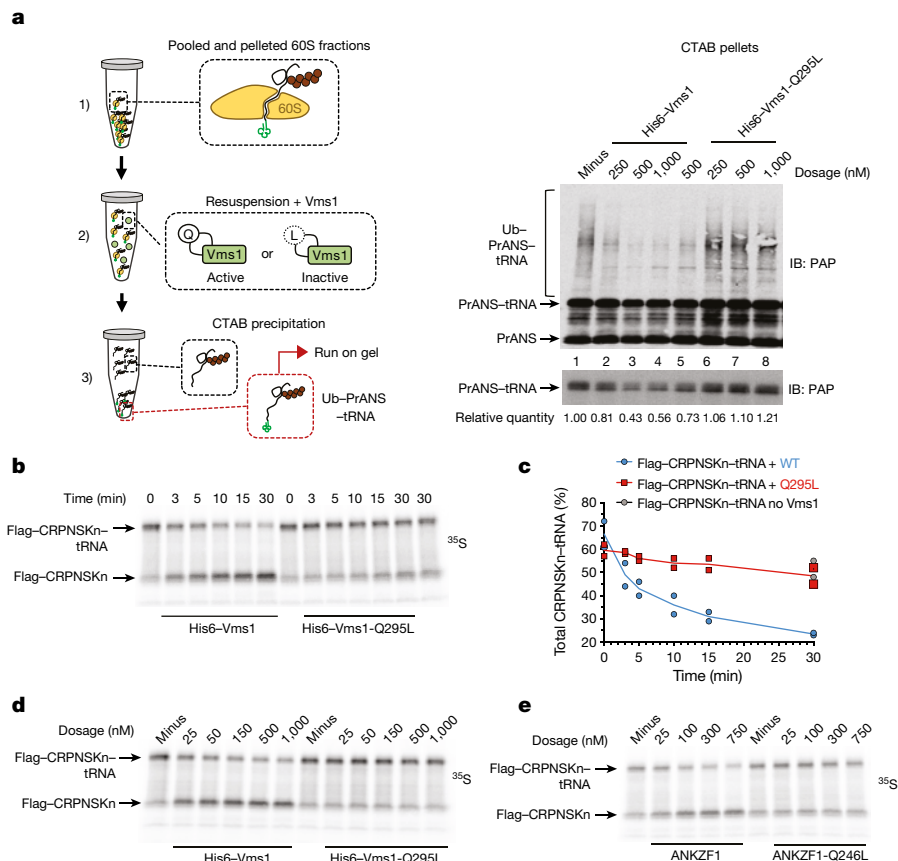 a
Pooled and pelleted 60S fractions
1)
60S
Resuspension + Vms1
2)
Q
Vms1
or
L
Vms1
Active
Inactive
CTAB precipitation
3)
Run on gel
Ub–PrANS
–tRNA
CTAB pellets
His6–Vms1
His6–Vms1-Q295L
Minus 250 500 1,000 500 250 500 1,000
Dosage (nM)
Ub–
PrANS–
tRNA
IB: PAP
PrANS–tRNA
PrANS
1 2 3 4 5 6 7 8
PrANS–tRNA
IB: PAP
Relative quantity 1.00 0.81 0.43 0.56 0.73 1.06 1.10 1.21
b
Time (min) 0 3 5 10 15 30 0 3 5 10 15 30 30
Flag–CRPNSKn–
tRNA
35S
Flag–CRPNSKn
His6–Vms1
His6–Vms1-Q295L
c
Flag–CRPNSKn–tRNA + WT
Flag–CRPNSKn–tRNA + Q295L
Flag–CRPNSKn–tRNA no Vms1
Total CRPNSKn–tRNA (%)
80
70
60
50
40
30
20
0 5 10 15 20 25 30
Time (min)
d
Dosage (nM) Minus 25 50 150 500 1,000 Minus 25 50 150 500 1,000
Flag–CRPNSKn–
tRNA
35S
Flag–CRPNSKn
His6–Vms1
His6–Vms1-Q295L
e
Dosage (nM) Minus 25 100 300 750 Minus 25 100 300 750
Flag–CRPNSKn–
tRNA
35S
Flag–CRPNSKn
ANKZF1
ANKZF1-Q246L